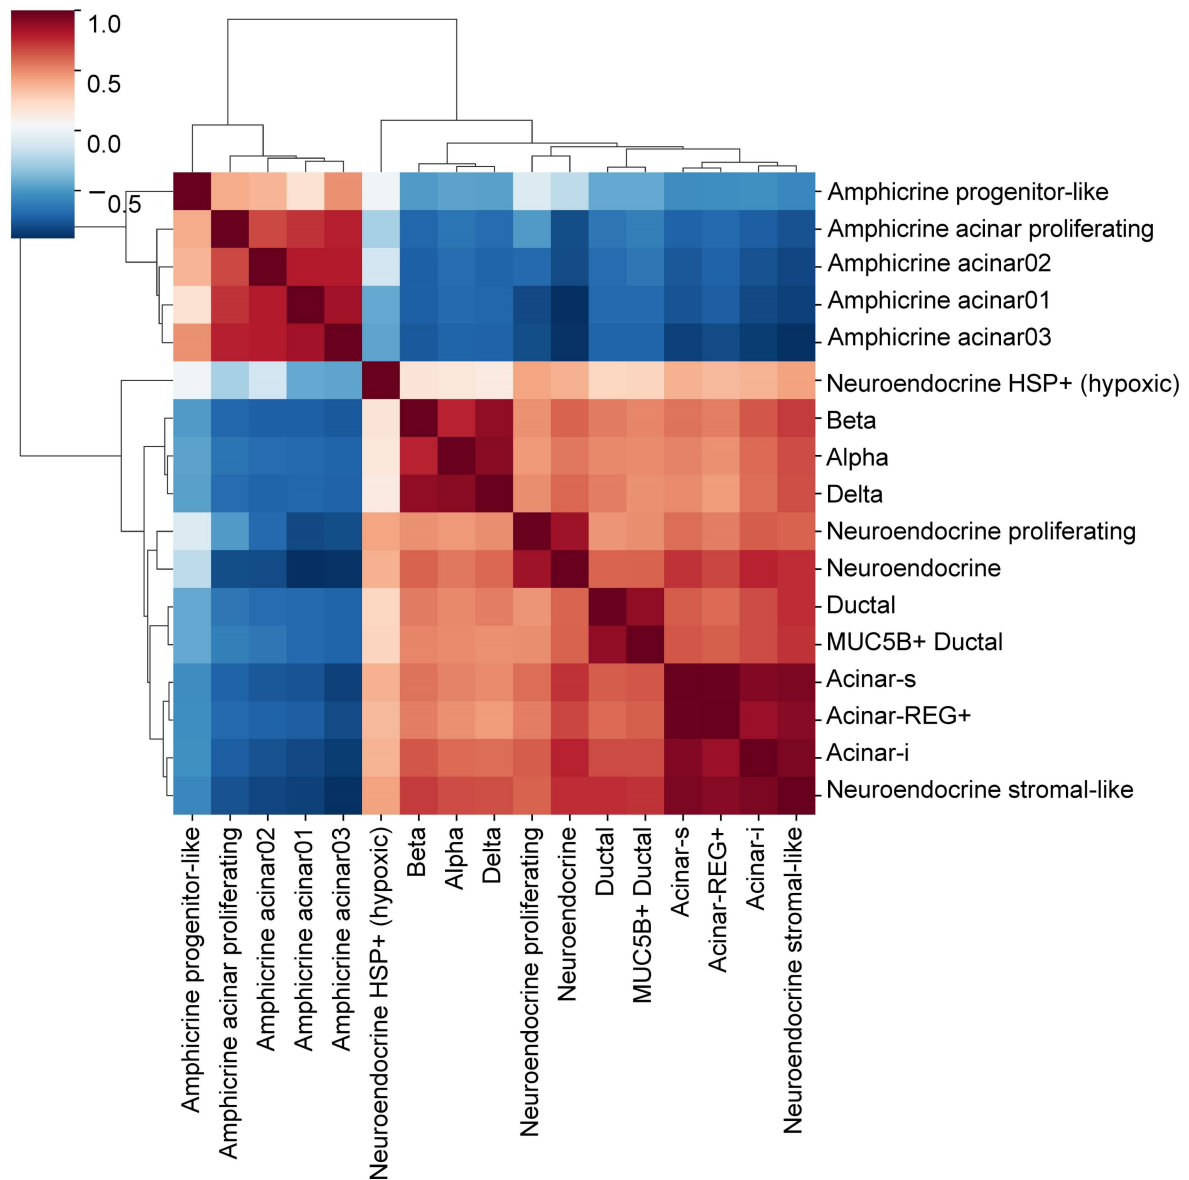 1.0
0.5
0.0
−0.5
Amphicrine progenitor-like
Amphicrine acinar proliferating
Amphicrine acinar02
Amphicrine acinar01
Amphicrine acinar03
Neuroendocrine HSP+ (hypoxic)
Beta
Alpha
Delta
Neuroendocrine proliferating
Neuroendocrine
Ductal
MUC5B+ Ductal
Acinar-s
Acinar-REG+
Acinar-i
Neuroendocrine stromal-like
Amphicrine progenitor-like
Amphicrine acinar proliferating
Amphicrine acinar02
Amphicrine acinar01
Amphicrine acinar03
Neuroendocrine HSP+ (hypoxic)
Beta
Alpha
Delta
Neuroendocrine proliferating
Neuroendocrine
Ductal
MUC5B+ Ductal
Acinar-s
Acinar-REG+
Acinar-i
Neuroendocrine stromal-like